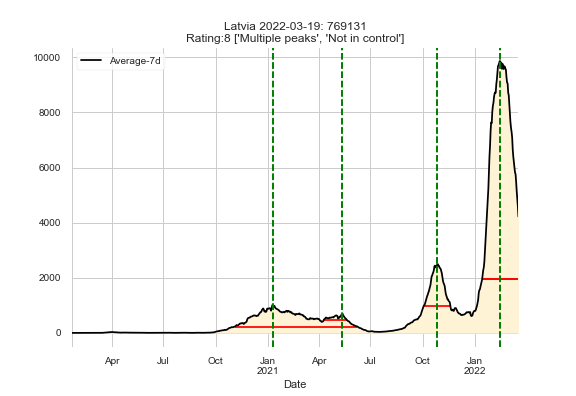 Latvia 2022-03-19: 769131
Rating:8 ['Multiple peaks', 'Not in control']
Average-7d
10000
8000
6000
4000
2000
0
Apr Jul Oct Jan Apr Jul Oct Jan
2021 2022
Date